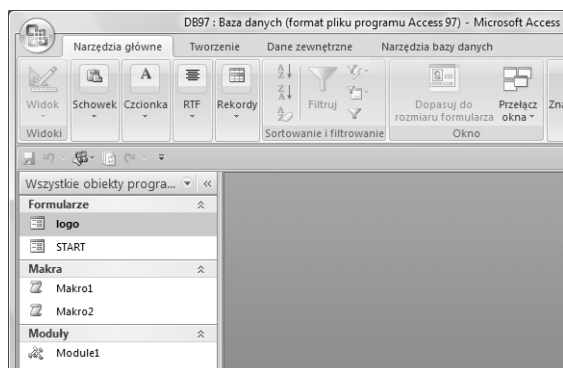 DB97 : Baza danych (format pliku programu Access 97) - Microsoft Access
Narzędzia główne Tworzenie Dane zewnętrzne Narzędzia bazy danych
Widok Schowek Czcionka RTF Rekordy Filtruj Dopasuj do rozmiaru formularza Przełącz okna Zna
Widoki Sortowanie i filtrowanie Okno
Wszystkie obiekty progra...
Formularze
logo
START
Makra
Makro1
Makro2
Moduły
Module1